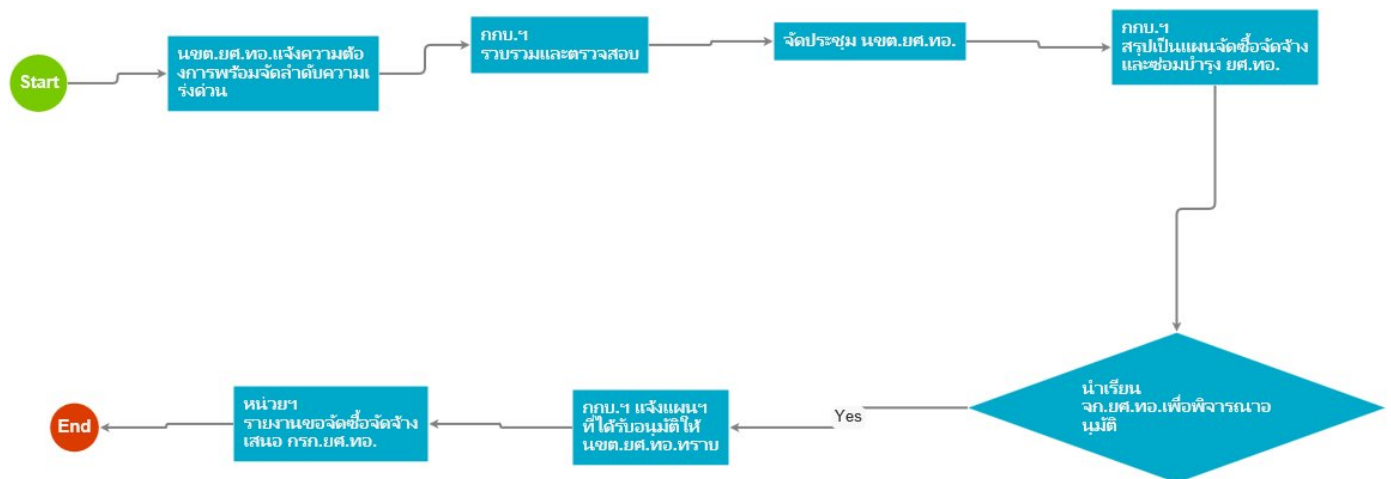 Start
นขต.ยศ.ทอ.แจ้งความต้อ
งการพร้อมจัดลำดับความเ
ร่งด่วน
กกบ.ฯ
รวบรวมและตรวจสอบ
จัดประชุม นขต.ยศ.ทอ.
กกบ.ฯ
สรุปเป็นแผนจัดซื้อจัดจ้าง
และซ่อมบำรุง ยศ.ทอ.
นำเรียน
จก.ยศ.ทอ.เพื่อพิจารณาอ
นุมัติ
Yes
กกบ.ฯ แจ้งแผนฯ
ที่ได้รับอนุมัติให้
นขต.ยศ.ทอ.ทราบ
หน่วยฯ
รายงานขอจัดซื้อจัดจ้าง
เสนอ กรก.ยศ.ทอ.
End